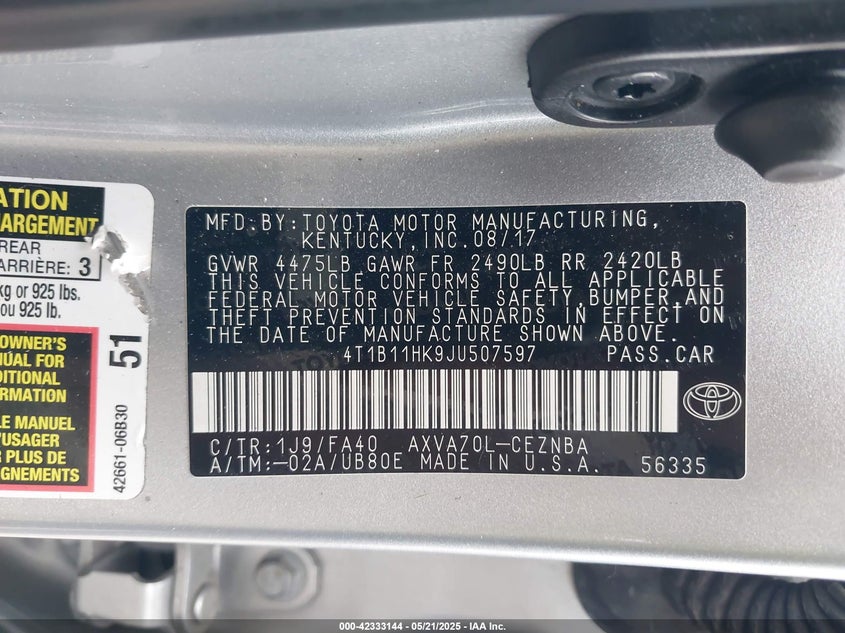 ATION
HARGEMENT
REAR
ARRIÈRE: 3
kg or 925 lbs.
ou 925 lb.
OWNER'S
NUAL FOR
DITIONAL
ORMATION
LE MANUEL
'USAGER
R PLUS DE
IGNEMENTS
51
42661-06B30
MFD.BY:TOYOTA MOTOR MANUFACTURING,
KENTUCKY,INC.08/17
GVWR 4475LB GAWR FR 2490LB RR 2420LB
THIS VEHICLE CONFORMS TO ALL APPLICABLE
FEDERAL MOTOR VEHICLE SAFETY,BUMPER,AND
THEFT PREVENTION STANDARDS IN EFFECT ON
THE DATE OF MANUFACTURE SHOWN ABOVE.
4T1B11HK9JU507597 PASS.CAR
C/TR:1J9/FA40 AXVA70L-CEZNBA
A/TM:-02A/UB80E MADE IN U.S.A. 56335
000-42333144 - 05/21/2025 - IAA Inc.